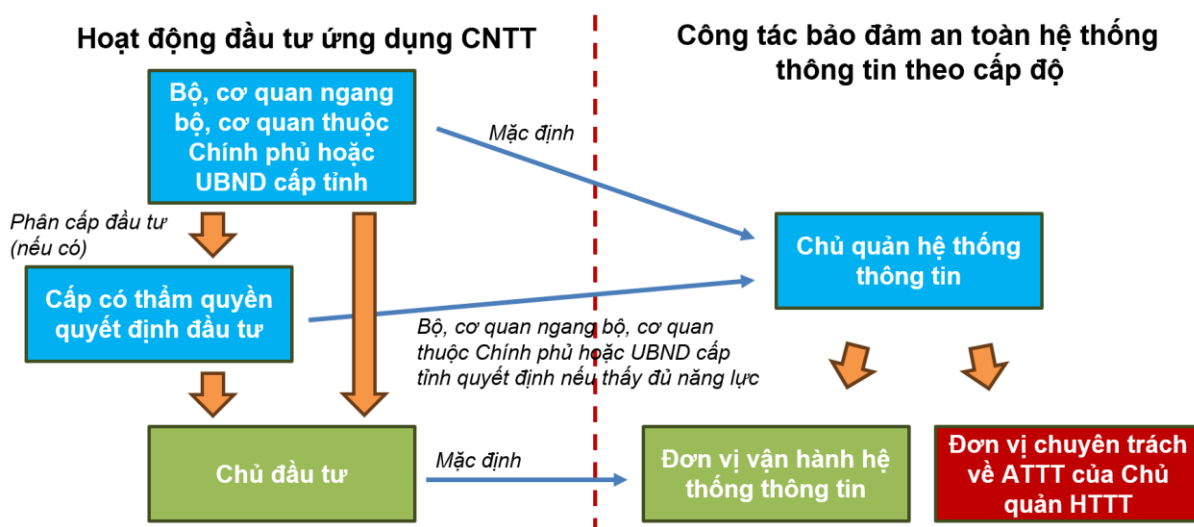 Hoạt động đầu tư ứng dụng CNTT
Công tác bảo đảm an toàn hệ thống
thông tin theo cấp độ
Bộ, cơ quan ngang
bộ, cơ quan thuộc
Chính phủ hoặc
UBND cấp tỉnh
Mặc định
Phân cấp đầu tư
(nếu có)
Chủ quản hệ thống
thông tin
Cấp có thẩm quyền
quyết định đầu tư
Bộ, cơ quan ngang bộ, cơ quan
thuộc Chính phủ hoặc UBND cấp
tỉnh quyết định nếu thấy đủ năng lực
Chủ đầu tư
Mặc định
Đơn vị vận hành hệ
thống thông tin
Đơn vị chuyên trách
về ATTT của Chủ
quản HTTT